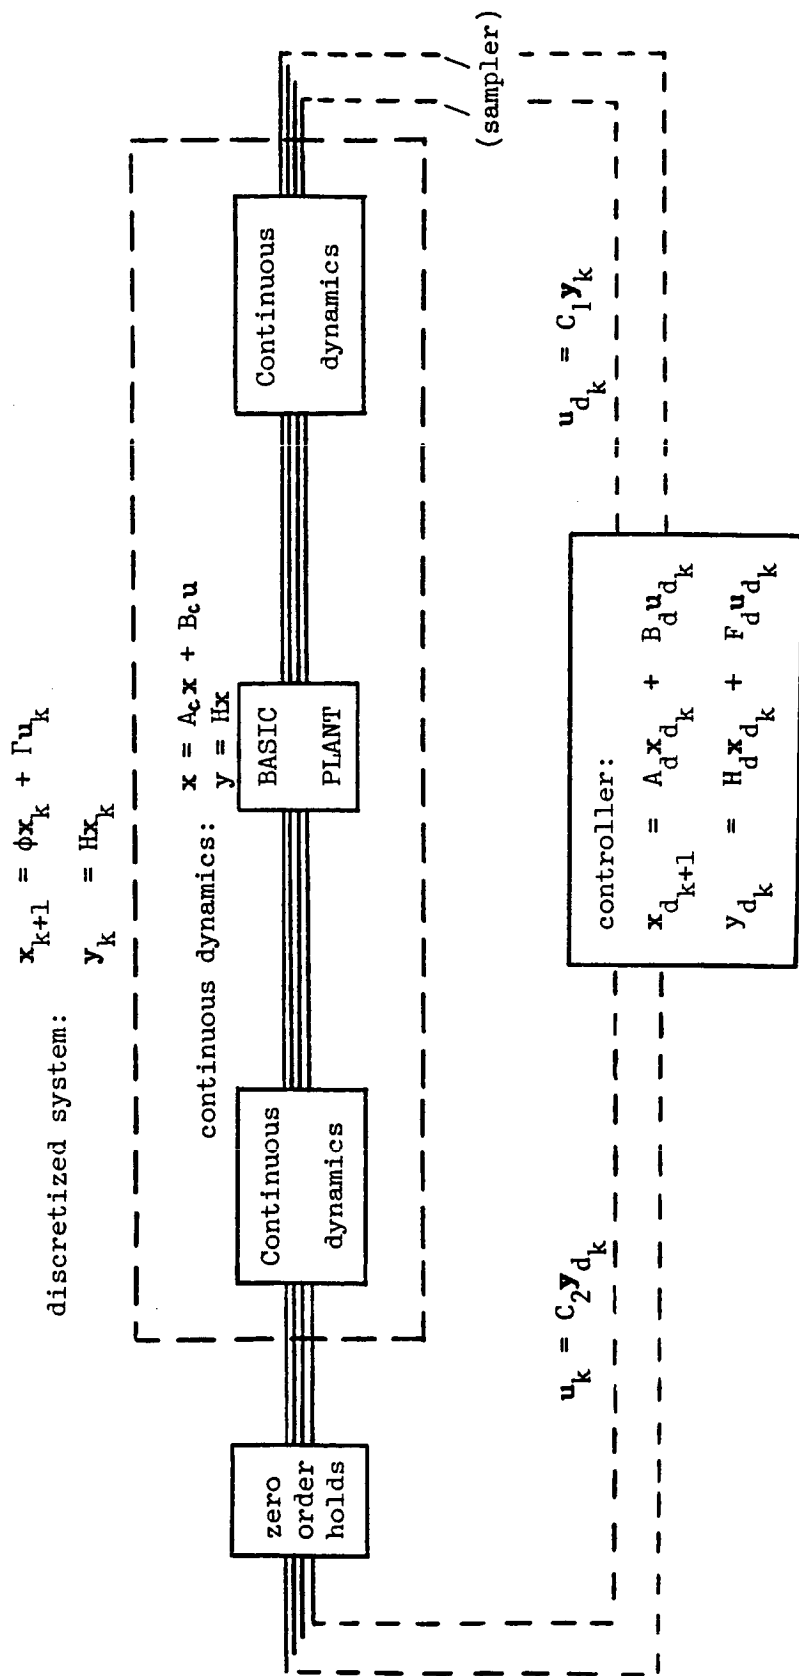 discretized system:
x_{k+1} = ϕx_k + Γu_k
y_k = Hx_k
continuous dynamics:
x = A_c x + B_c u
y = Hx
zero
order
holds
Continuous
dynamics
BASIC
PLANT
Continuous
dynamics
(sampler)
u_k = C_2 y_{d_k}
u_{d_k} = C_1 y_k
controller:
x_{d_{k+1}} = A_d x_{d_k} + B_d u_{d_k}
y_{d_k} = H_d x_{d_k} + F_d u_{d_k}